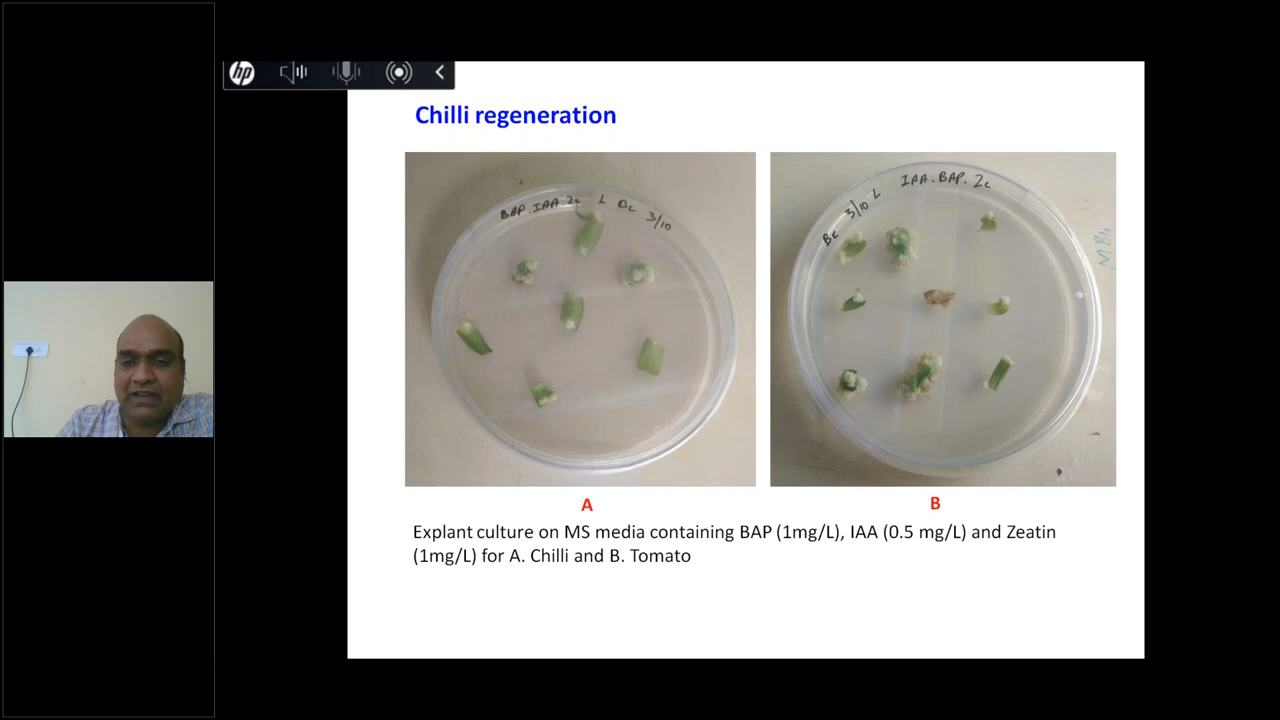 hp
Chilli regeneration
BAP.IAA.2c L Bc 3/10
Bc 3/10 L IAA.BAP.2c
A
B
Explant culture on MS media containing BAP (1mg/L), IAA (0.5 mg/L) and Zeatin
(1mg/L) for A. Chilli and B. Tomato